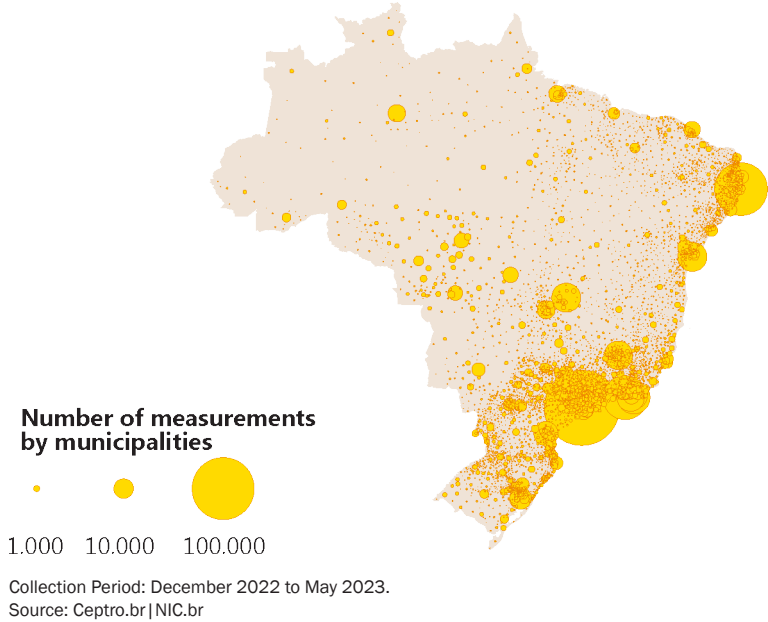 Number of measurements
by municipalities
1.000 10.000 100.000
Collection Period: December 2022 to May 2023.
Source: Ceptro.br|NIC.br